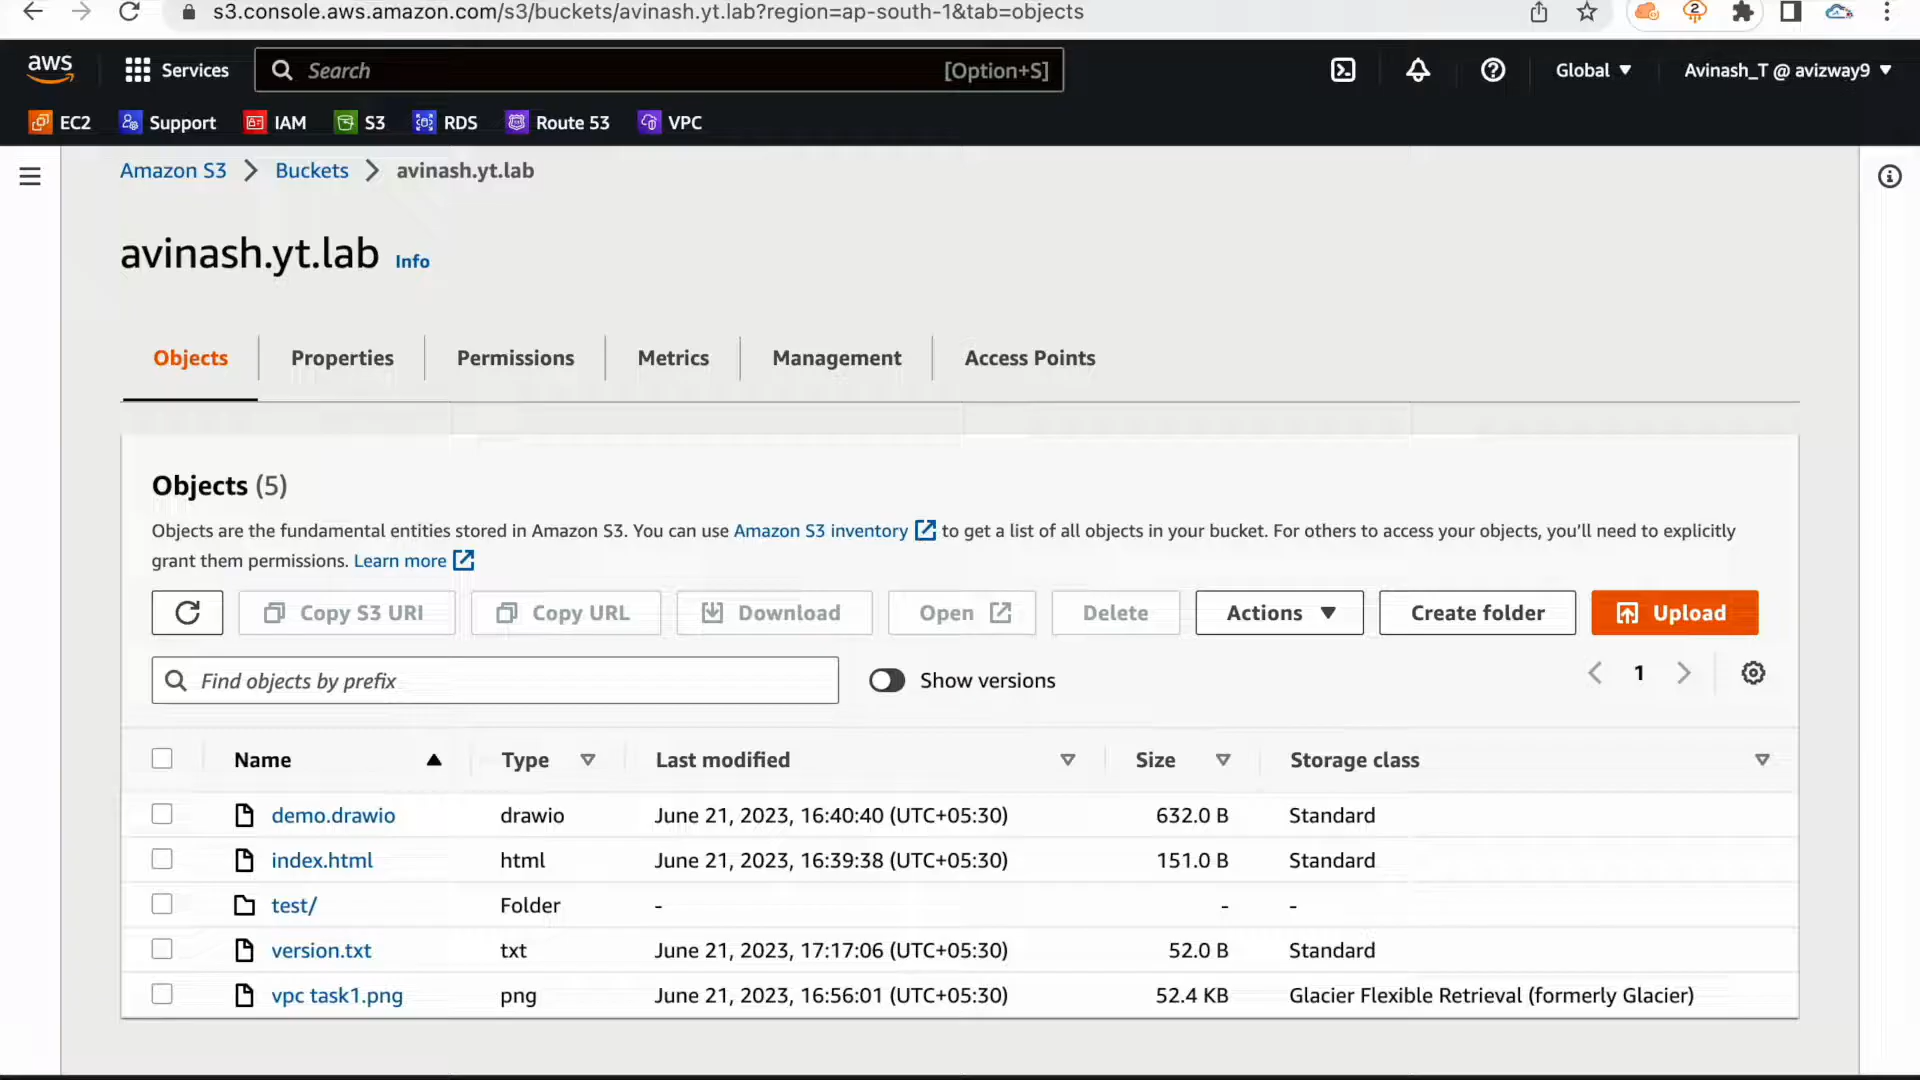 s3.console.aws.amazon.com/s3/buckets/avinash.yt.lab?region=ap-south-1&tab=objects 2
aws Services Search [Option+S] Global Avinash_T @ avizway9
EC2 Support IAM S3 RDS Route 53 VPC
Amazon S3 Buckets avinash.yt.lab
avinash.yt.lab Info
Objects Properties Permissions Metrics Management Access Points
Objects (5)
Objects are the fundamental entities stored in Amazon S3. You can use Amazon S3 inventory to get a list of all objects in your bucket. For others to access your objects, you'll need to explicitly
grant them permissions. Learn more
Copy S3 URI Copy URL Download Open Delete Actions Create folder Upload
Find objects by prefix Show versions 1
Name Type Last modified Size Storage class
demo.drawio drawio June 21, 2023, 16:40:40 (UTC+05:30) 632.0 B Standard
index.html html June 21, 2023, 16:39:38 (UTC+05:30) 151.0 B Standard
test/ Folder - - -
version.txt txt June 21, 2023, 17:17:06 (UTC+05:30) 52.0 B Standard
vpc task1.png png June 21, 2023, 16:56:01 (UTC+05:30) 52.4 KB Glacier Flexible Retrieval (formerly Glacier)